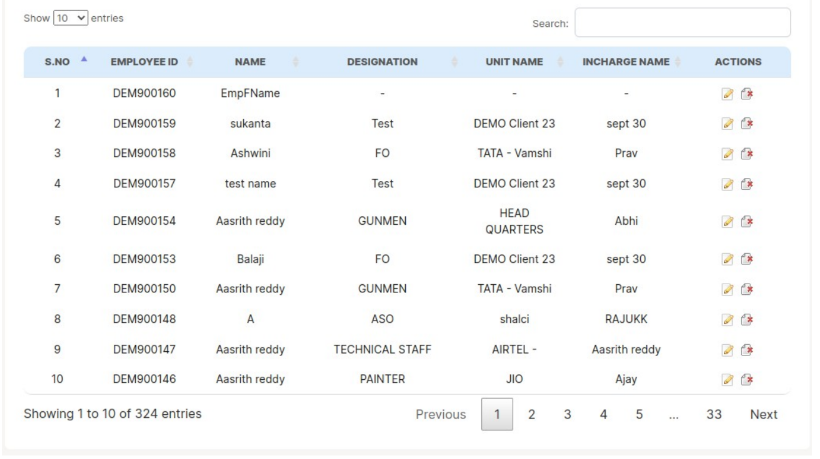 Show 10 entries Search:
S.NO EMPLOYEE ID NAME DESIGNATION UNIT NAME INCHARGE NAME ACTIONS
1 DEM900160 EmpFName - - -
2 DEM900159 sukanta Test DEMO Client 23 sept 30
3 DEM900158 Ashwini FO TATA - Vamshi Prav
4 DEM900157 test name Test DEMO Client 23 sept 30
5 DEM900154 Aasrith reddy GUNMEN HEAD QUARTERS Abhi
6 DEM900153 Balaji FO DEMO Client 23 sept 30
7 DEM900150 Aasrith reddy GUNMEN TATA - Vamshi Prav
8 DEM900148 A ASO shalci RAJUKK
9 DEM900147 Aasrith reddy TECHNICAL STAFF AIRTEL - Aasrith reddy
10 DEM900146 Aasrith reddy PAINTER JIO Ajay
Showing 1 to 10 of 324 entries Previous 1 2 3 4 5 ... 33 Next